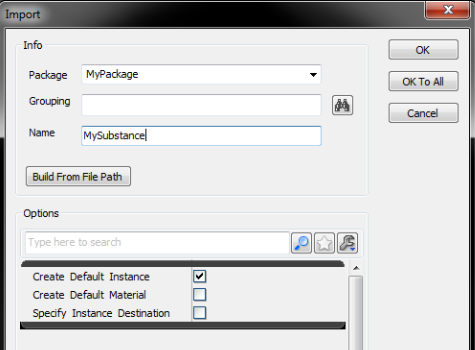 Import
Info
Package MyPackage
Grouping
Name MySubstance
Build From File Path
OK
OK To All
Cancel
Options
Type here to search
Create Default Instance
Create Default Material
Specify Instance Destination